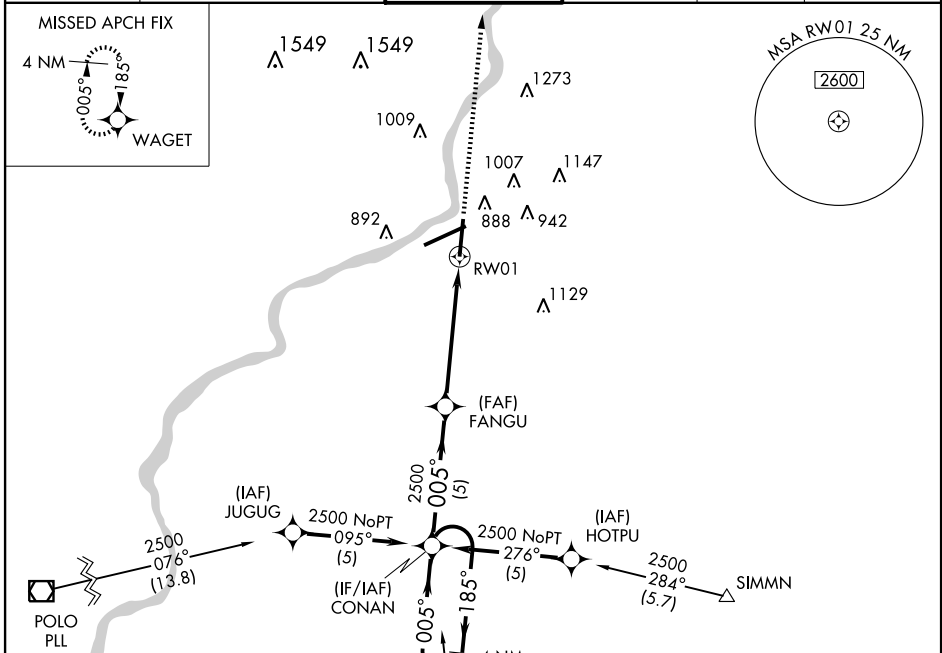 MISSED APCH FIX
4 NM
005°
185°
WAGET
1549
1549
1273
1009
1007
1147
892
888
942
RW01
1129
MSA RW01 25 NM
2600
(FAF)
FANGU
2500
005°
(5)
(IAF)
JUGUG
2500 NoPT
095°
(5)
2500 NoPT
276°
(5)
(IAF)
HOTPU
2500
076°
(13.8)
2500
284°
(5.7)
SIMMN
(IF/IAF)
CONAN
POLO
PLL
005°
185°